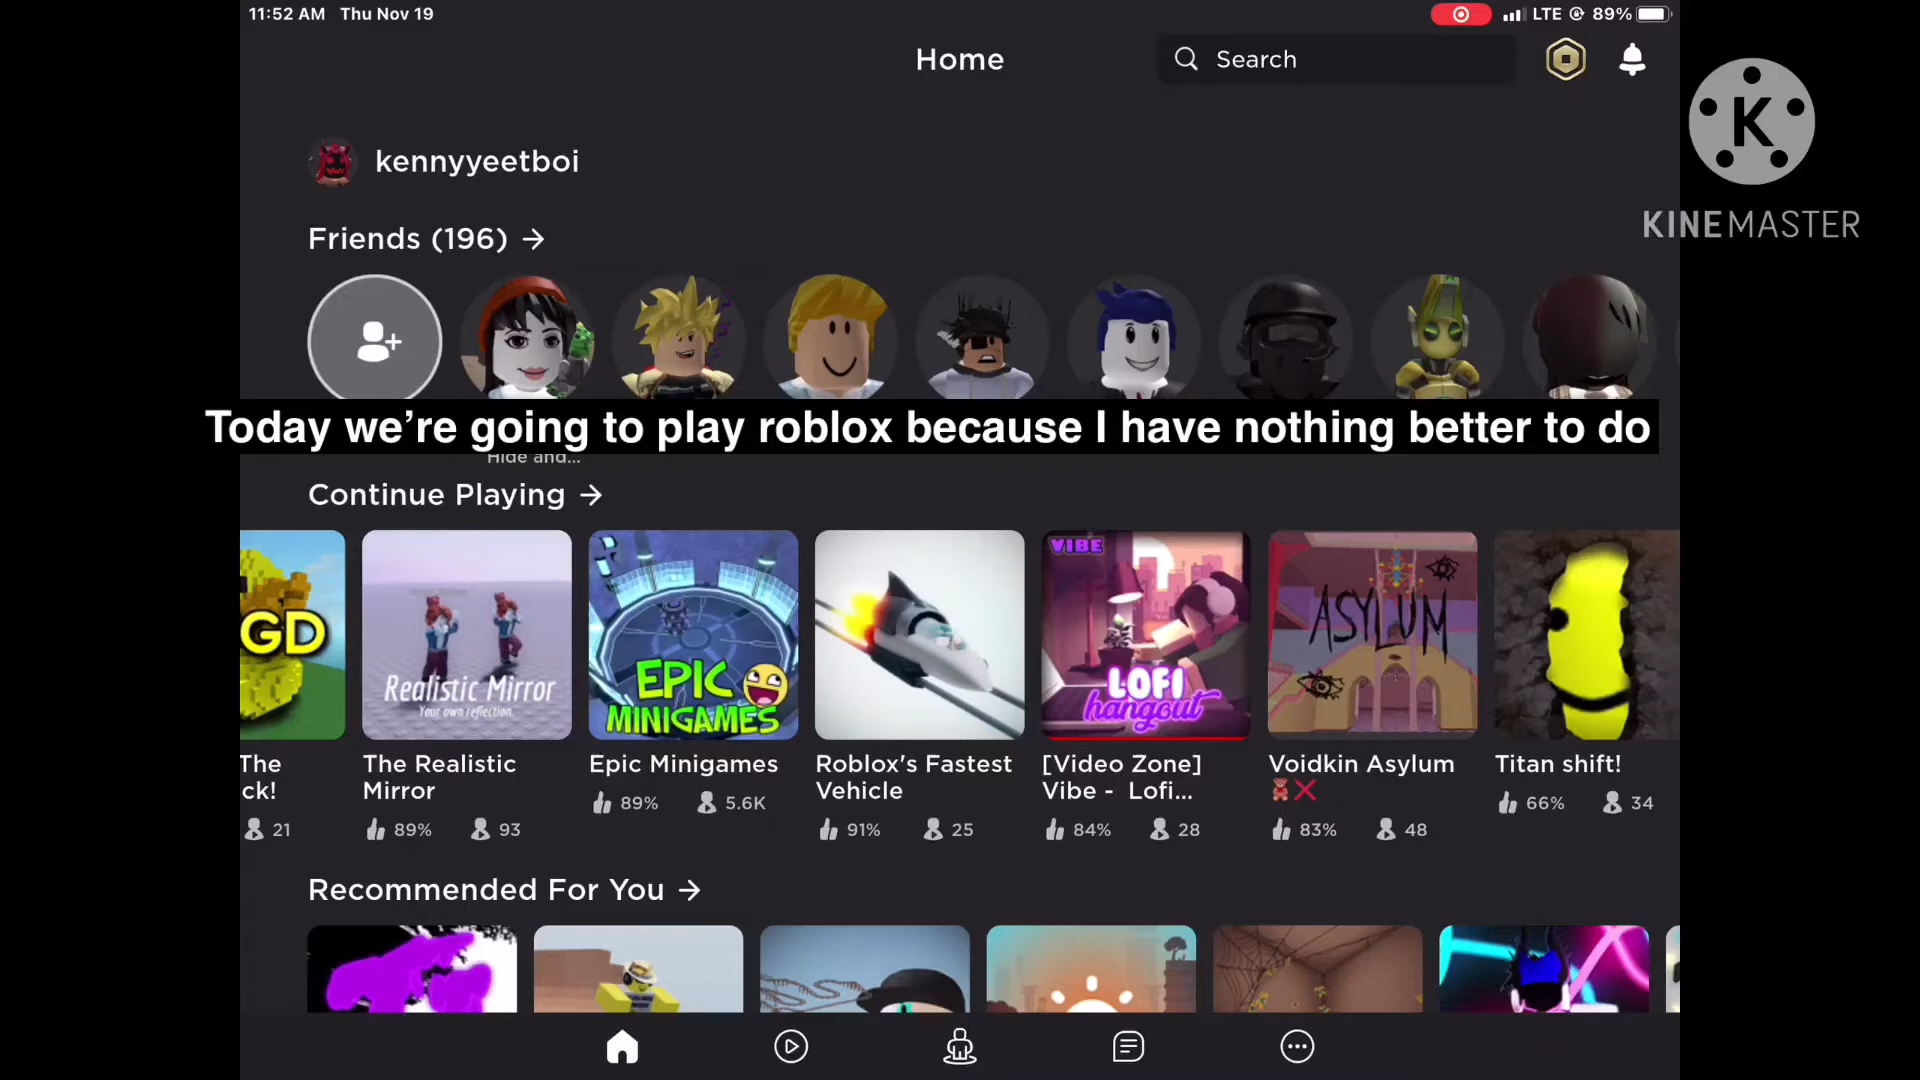 11:52 AM Thu Nov 19
LTE 89%
Home
Search
K
KINEMASTER
kennyyeetboi
Friends (196) →
Today we’re going to play roblox because I have nothing better to do
Hide and...
Continue Playing →
GD
Realistic Mirror
Your own reflection.
EPIC
MINIGAMES
VIBE
LOFI
hangout
ASYLUM
The
ck!
21
The Realistic
Mirror
89% 93
Epic Minigames
89% 5.6K
Roblox's Fastest
Vehicle
91% 25
[Video Zone]
Vibe - Lofi...
84% 28
Voidkin Asylum
🧸❌
83% 48
Titan shift!
66% 34
Recommended For You →